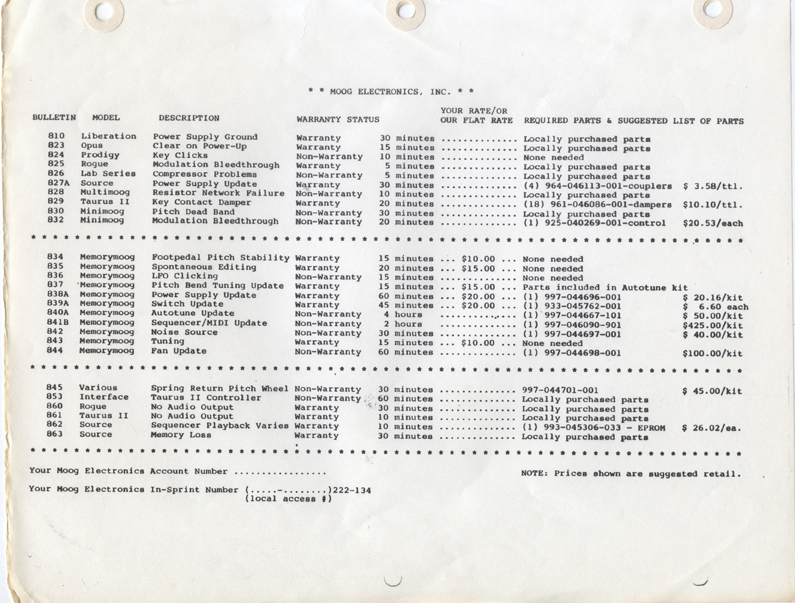 * * MOOG ELECTRONICS, INC. * *
YOUR RATE/OR
BULLETIN MODEL DESCRIPTION WARRANTY STATUS OUR FLAT RATE REQUIRED PARTS & SUGGESTED LIST OF PARTS
810 Liberation Power Supply Ground Warranty 30 minutes ............. Locally purchased parts
823 Opus Clear on Power-Up Warranty 15 minutes ............. Locally purchased parts
824 Prodigy Key Clicks Non-Warranty 10 minutes ............. None needed
825 Rogue Modulation Bleedthrough Warranty 5 minutes ............. Locally purchased parts
826 Lab Series Compressor Problems Non-Warranty 5 minutes ............. Locally purchased parts
827A Source Power Supply Update Warranty 30 minutes ............. (4) 964-046113-001-couplers $ 3.58/ttl.
828 Multimoog Resistor Network Failure Non-Warranty 10 minutes ............. Locally purchased parts
829 Taurus II Key Contact Damper Warranty 20 minutes ............. (18) 961-046086-001-dampers $10.10/ttl.
830 Minimoog Pitch Dead Band Non-Warranty 30 minutes ............. Locally purchased parts
832 Minimoog Modulation Bleedthrough Non-Warranty 20 minutes ............. (1) 925-040269-001-control $20.53/each
* * * * * * * * * * * * * * * * * * * * * * * * * * * * * * * * * * * * * * * * * * * * * * * * * * * * * * * * * *
834 Memorymoog Footpedal Pitch Stability Warranty 15 minutes ... $10.00 ... None needed
835 Memorymoog Spontaneous Editing Warranty 20 minutes ... $15.00 ... None needed
836 Memorymoog LFO Clicking Non-Warranty 15 minutes ............. None needed
837 Memorymoog Pitch Bend Tuning Update Warranty 15 minutes ... $15.00 ... Parts included in Autotune kit
838A Memorymoog Power Supply Update Warranty 60 minutes ... $20.00 ... (1) 997-044696-001 $ 20.16/kit
839A Memorymoog Switch Update Warranty 45 minutes ... $20.00 ... (1) 933-045762-001 $ 6.60 each
840A Memorymoog Autotune Update Non-Warranty 4 hours ............. (1) 997-044667-101 $ 50.00/kit
841B Memorymoog Sequencer/MIDI Update Non-Warranty 2 hours ............. (1) 997-046090-901 $425.00/kit
842 Memorymoog Noise Source Non-Warranty 30 minutes ............. (1) 997-044697-001 $ 40.00/kit
843 Memorymoog Tuning Warranty 15 minutes ... $10.00 ... None needed
844 Memorymoog Fan Update Non-Warranty 60 minutes ............. (1) 997-044698-001 $100.00/kit
* * * * * * * * * * * * * * * * * * * * * * * * * * * * * * * * * * * * * * * * * * * * * * * * * * * * * * * * * *
845 Various Spring Return Pitch Wheel Non-Warranty 30 minutes ............. 997-044701-001 $ 45.00/kit
853 Interface Taurus II Controller Non-Warranty 60 minutes ............. Locally purchased parts
860 Rogue No Audio Output Warranty 30 minutes ............. Locally purchased parts
861 Taurus II No Audio Output Warranty 10 minutes ............. Locally purchased parts
862 Source Sequencer Playback Varies Warranty 10 minutes ............. (1) 993-045306-033 - EPROM $ 26.02/ea.
863 Source Memory Loss Warranty 30 minutes ............. Locally purchased parts
* * * * * * * * * * * * * * * * * * * * * * * * * * * * * * * * * * * * * * * * * * * * * * * * * * * * * * * * * *
Your Moog Electronics Account Number ................ NOTE: Prices shown are suggested retail.
Your Moog Electronics In-Sprint Number (.....-........)222-134
(local access #)